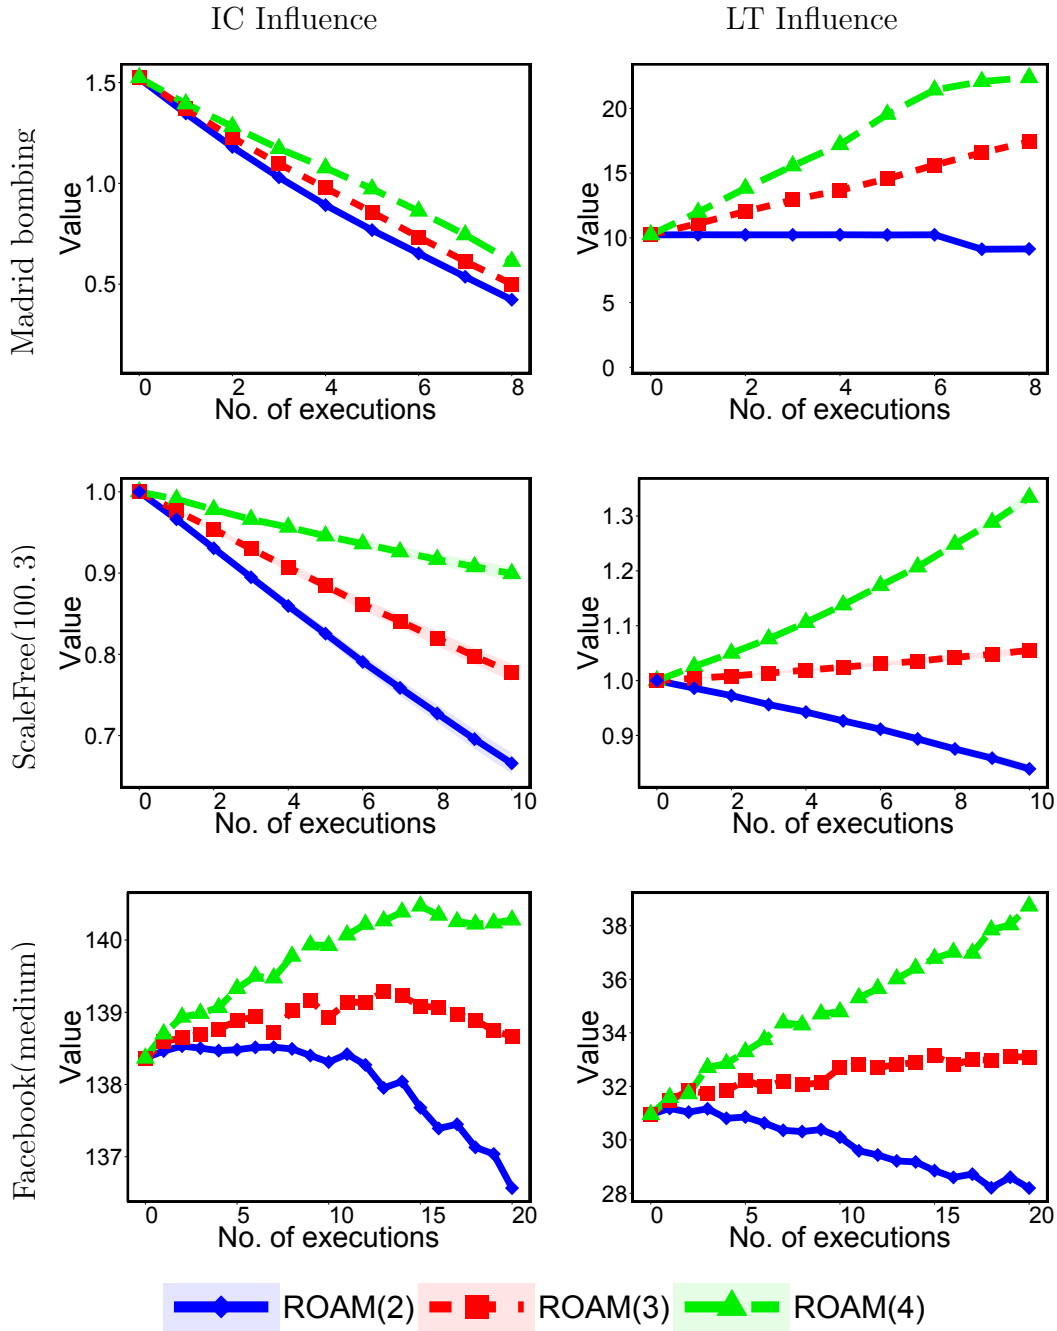 IC Influence
LT Influence
Madrid bombing
Value
1.5
1.0
0.5
0 2 4 6 8
No. of executions
Value
20
15
10
5
0
0 2 4 6 8
No. of executions
ScaleFree(100, 3)
Value
1.0
0.9
0.8
0.7
0 2 4 6 8 10
No. of executions
Value
1.3
1.2
1.1
1.0
0.9
0 2 4 6 8 10
No. of executions
Facebook(medium)
Value
140
139
138
137
0 5 10 15 20
No. of executions
Value
38
36
34
32
30
28
0 5 10 15 20
No. of executions
ROAM(2) ROAM(3) ROAM(4)